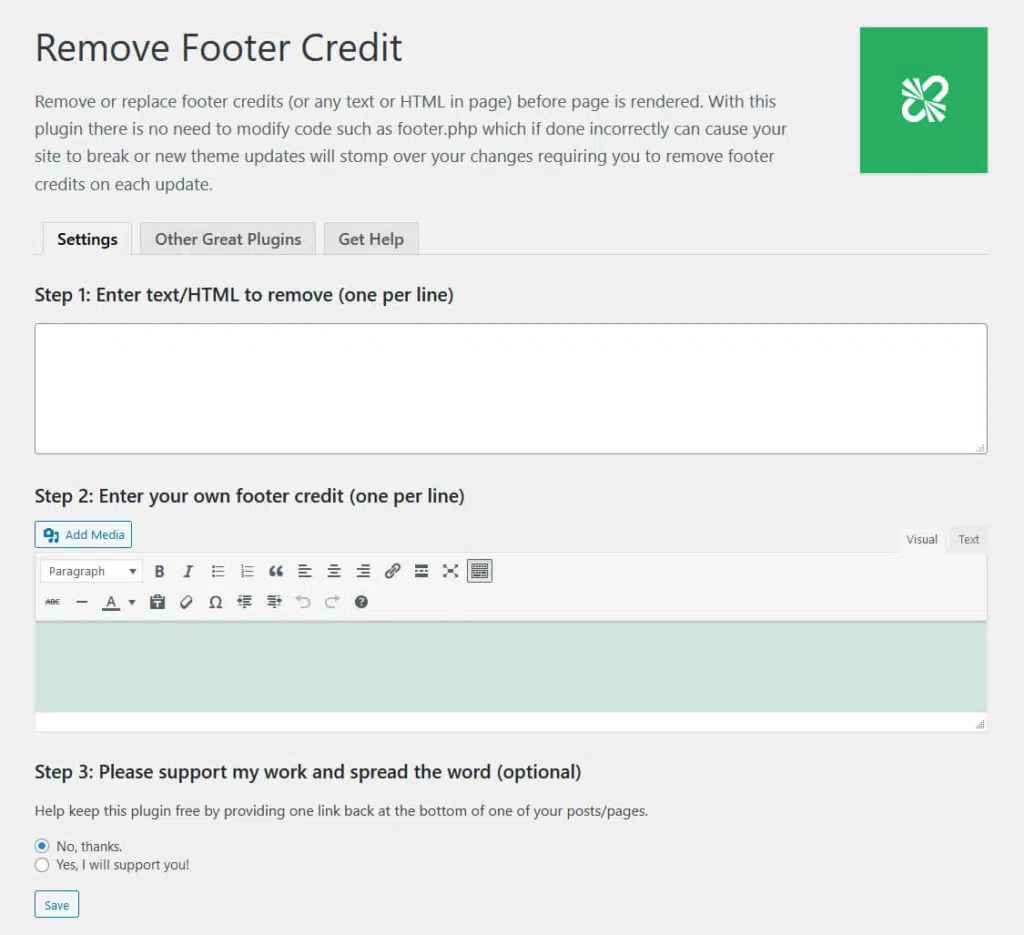 Remove Footer Credit
Remove or replace footer credits (or any text or HTML in page) before page is rendered. With this
plugin there is no need to modify code such as footer.php which if done incorrectly can cause your
site to break or new theme updates will stomp over your changes requiring you to remove footer
credits on each update.
Settings Other Great Plugins Get Help
Step 1: Enter text/HTML to remove (one per line)
Step 2: Enter your own footer credit (one per line)
Add Media
Visual Text
Paragraph B I
ABC A Ω
Step 3: Please support my work and spread the word (optional)
Help keep this plugin free by providing one link back at the bottom of one of your posts/pages.
No, thanks.
Yes, I will support you!
Save